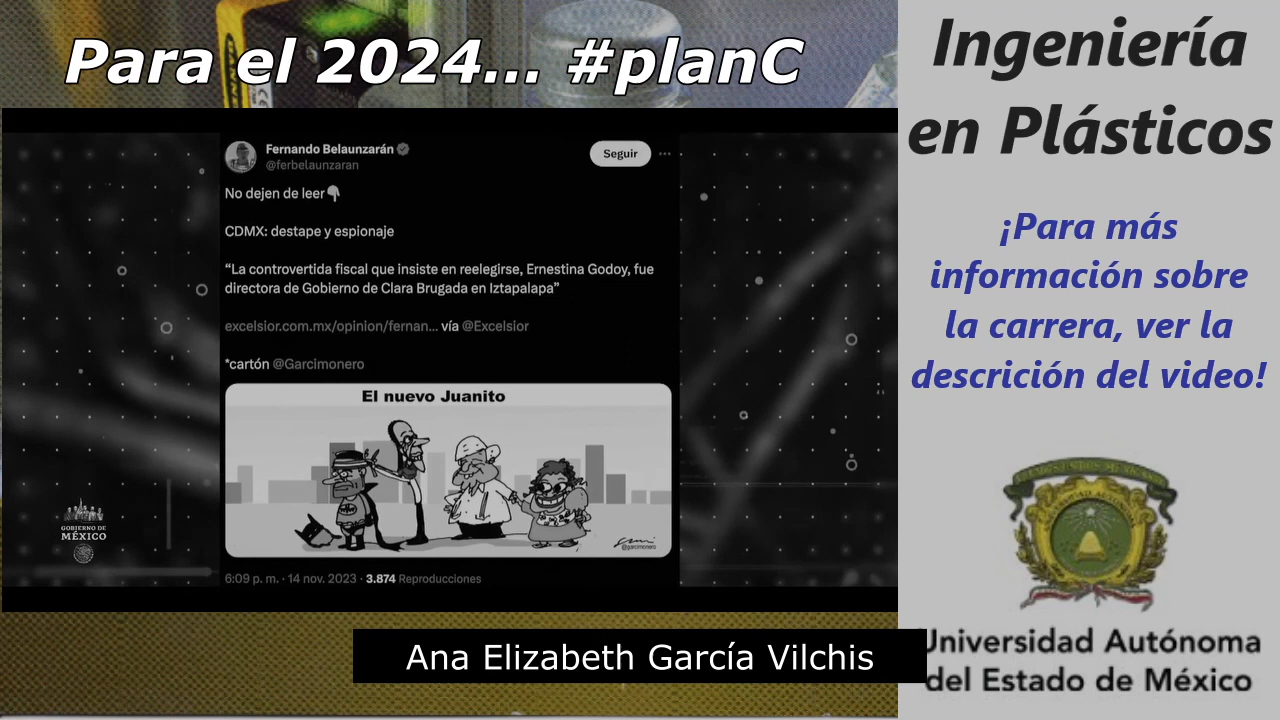 Para el 2024... #planC
Fernando Belaunzarán
@ferbelaunzaran
Seguir
No dejen de leer
CDMX: destape y espionaje
“La controvertida fiscal que insiste en reelegirse, Ernestina Godoy, fue
directora de Gobierno de Clara Brugada en Iztapalapa”
excelsior.com.mx/opinion/fernan... vía @Excelsior
*cartón @Garcimonero
El nuevo Juanito
@garcimonero
6:09 p. m. · 14 nov. 2023 · 3.874 Reproducciones
GOBIERNO DE
MÉXICO
Ana Elizabeth García Vilchis
Ingeniería
en Plásticos
¡Para más
información sobre
la carrera, ver la
descrición del video!
Universidad Autónoma
del Estado de México